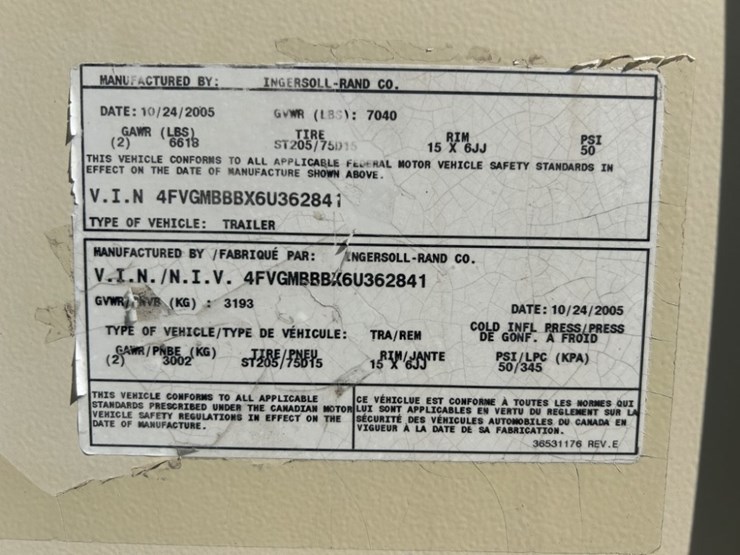 MANUFACTURED BY: INGERSOLL-RAND CO.
DATE: 10/24/2005 GVWR (LBS): 7040
GAWR (LBS) TIRE RIM PSI
(2) 6618 ST205/75D15 15 X 6JJ 50
THIS VEHICLE CONFORMS TO ALL APPLICABLE FEDERAL MOTOR VEHICLE SAFETY STANDARDS IN
EFFECT ON THE DATE OF MANUFACTURE SHOWN ABOVE.
V.I.N 4FVGMBBBX6U362841
TYPE OF VEHICLE: TRAILER
MANUFACTURED BY /FABRIQUÉ PAR: INGERSOLL-RAND CO.
V.I.N./N.I.V. 4FVGMBBBX6U362841
GVWR/NVB (KG) : 3193 DATE: 10/24/2005
TYPE OF VEHICLE/TYPE DE VÉHICULE: TRA/REM COLD INFL PRESS/PRESS
DE GONF. A FROID
GAWR/PNBE (KG) TIRE/PNEU RIM/JANTE PSI/LPC (KPA)
(2) 3002 ST205/75D15 15 X 6JJ 50/345
THIS VEHICLE CONFORMS TO ALL APPLICABLE
STANDARDS PRESCRIBED UNDER THE CANADIAN MOTOR
VEHICLE SAFETY REGULATIONS IN EFFECT ON THE
DATE OF MANUFACTURE.
CE VÉHICLUE EST CONFORME À TOUTES LES NORMES QUI
LUI SONT APPLICABLES EN VERTU DU REGLEMENT SUR LA
SÉCURITÉ DES VÉHICULES AUTOMOBILES DU CANADA EN
VIGUEUR À LA DATE DE SA FABRICATION.
36531176 REV.E